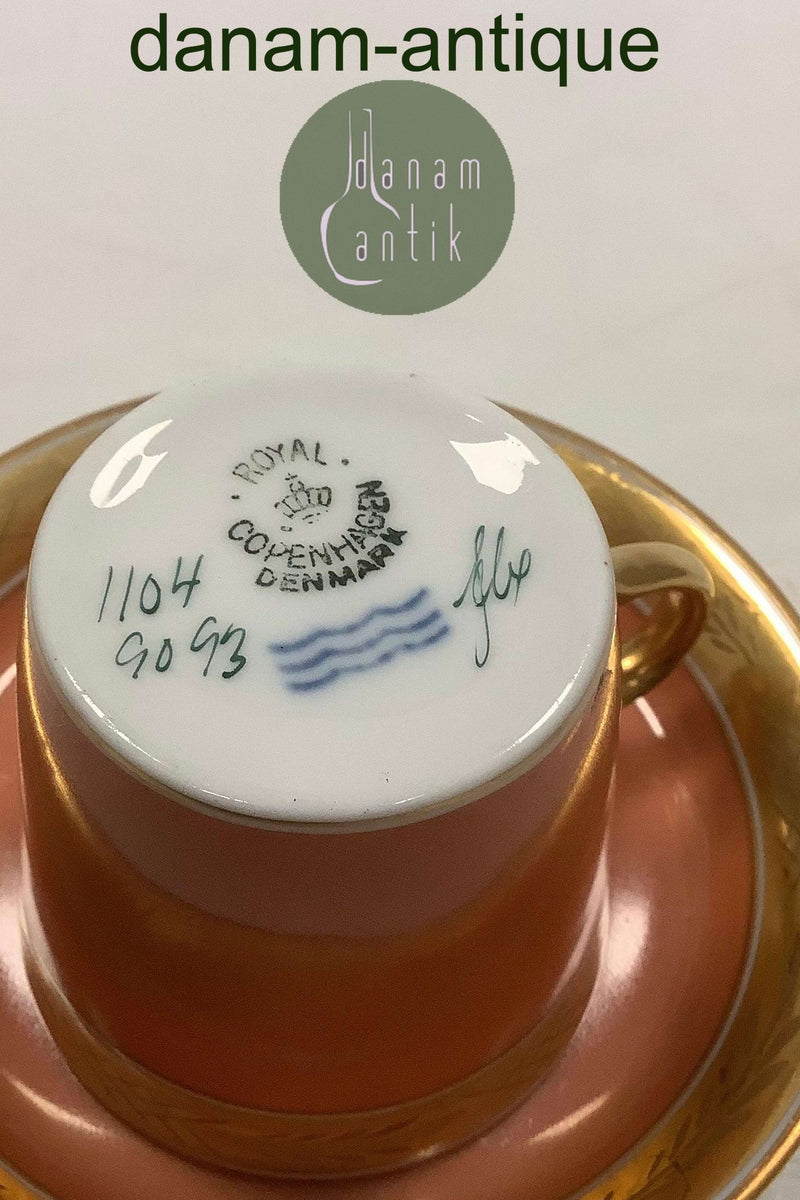 danam-antique
danam
antik
ROYAL
COPENHAGEN
DENMARK
1104
9093